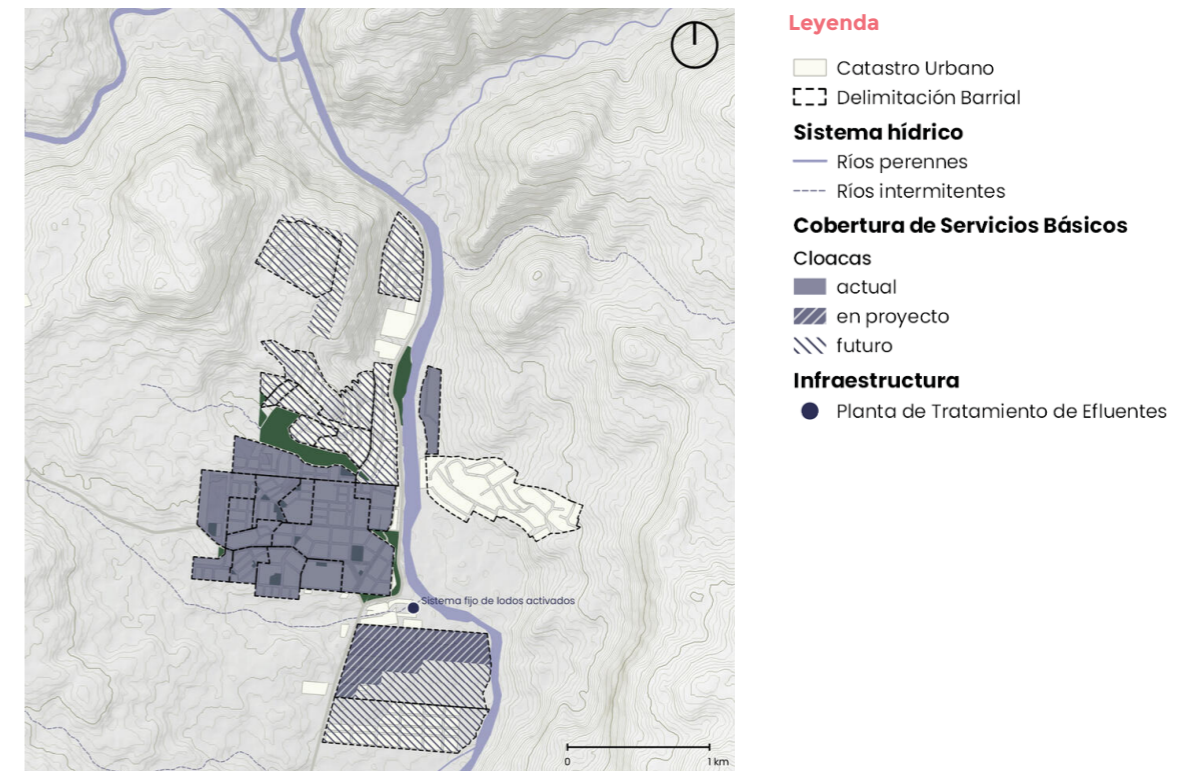 Leyenda
Catastro Urbano
Delimitación Barrial
Sistema hídrico
Ríos perennes
Ríos intermitentes
Cobertura de Servicios Básicos
Cloacas
actual
en proyecto
futuro
Infraestructura
Planta de Tratamiento de Efluentes
Sistema fijo de lodos activados
0 1 km